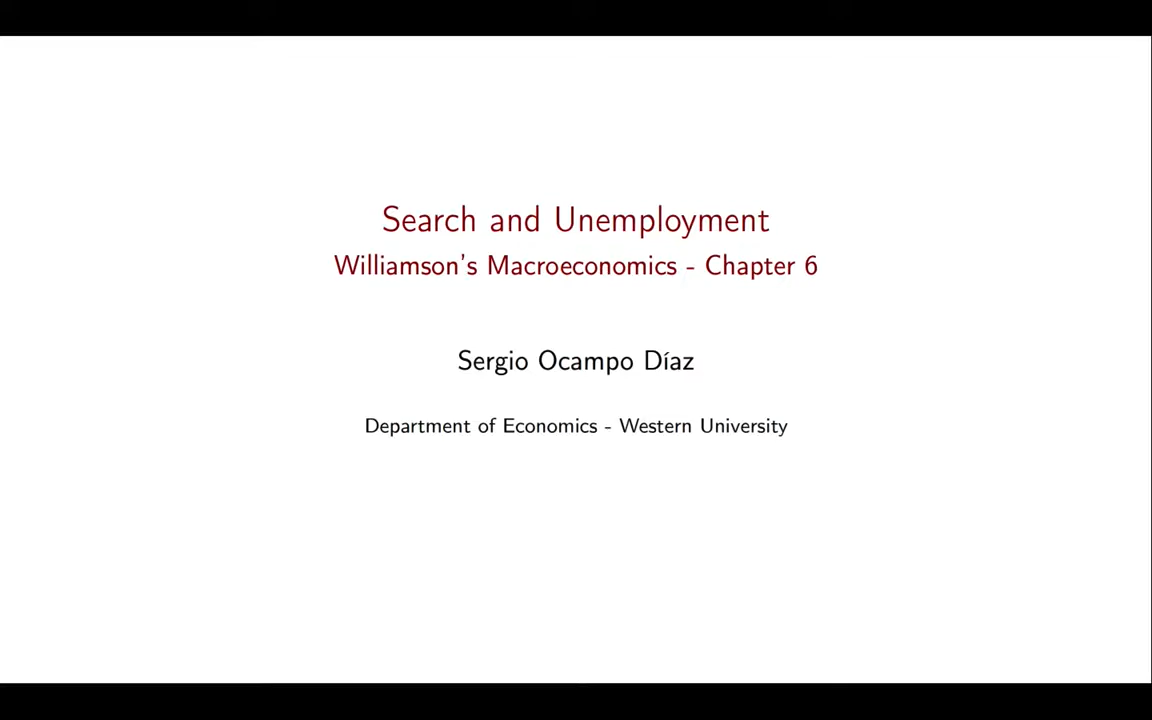 Search and Unemployment
Williamson's Macroeconomics - Chapter 6
Sergio Ocampo Díaz
Department of Economics - Western University